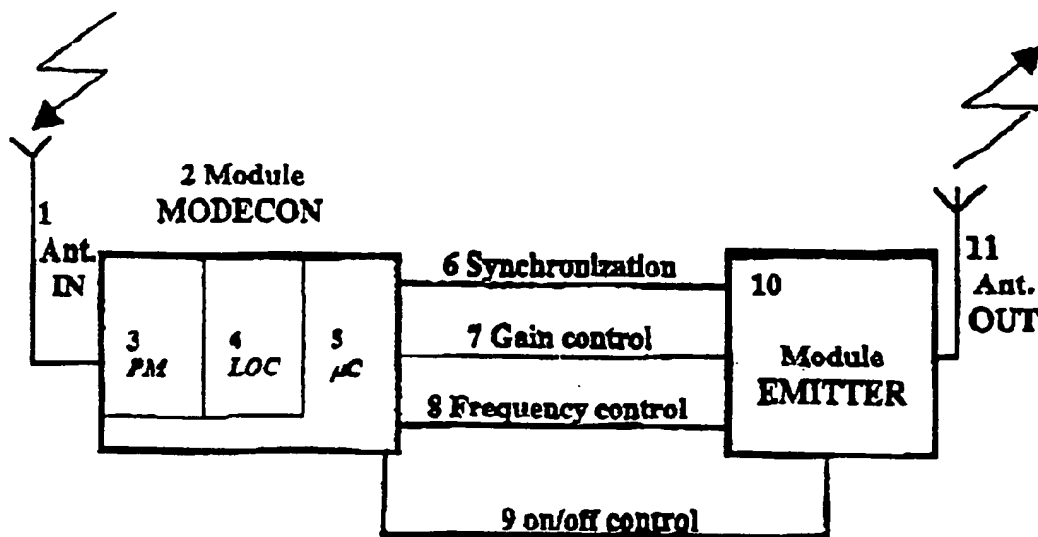 2 Module
MODECON
1
Ant.
IN
3
PM
4
LOC
5
µC
6 Synchronization
7 Gain control
8 Frequency control
9 on/off control
10
Module
EMITTER
11
Ant.
OUT